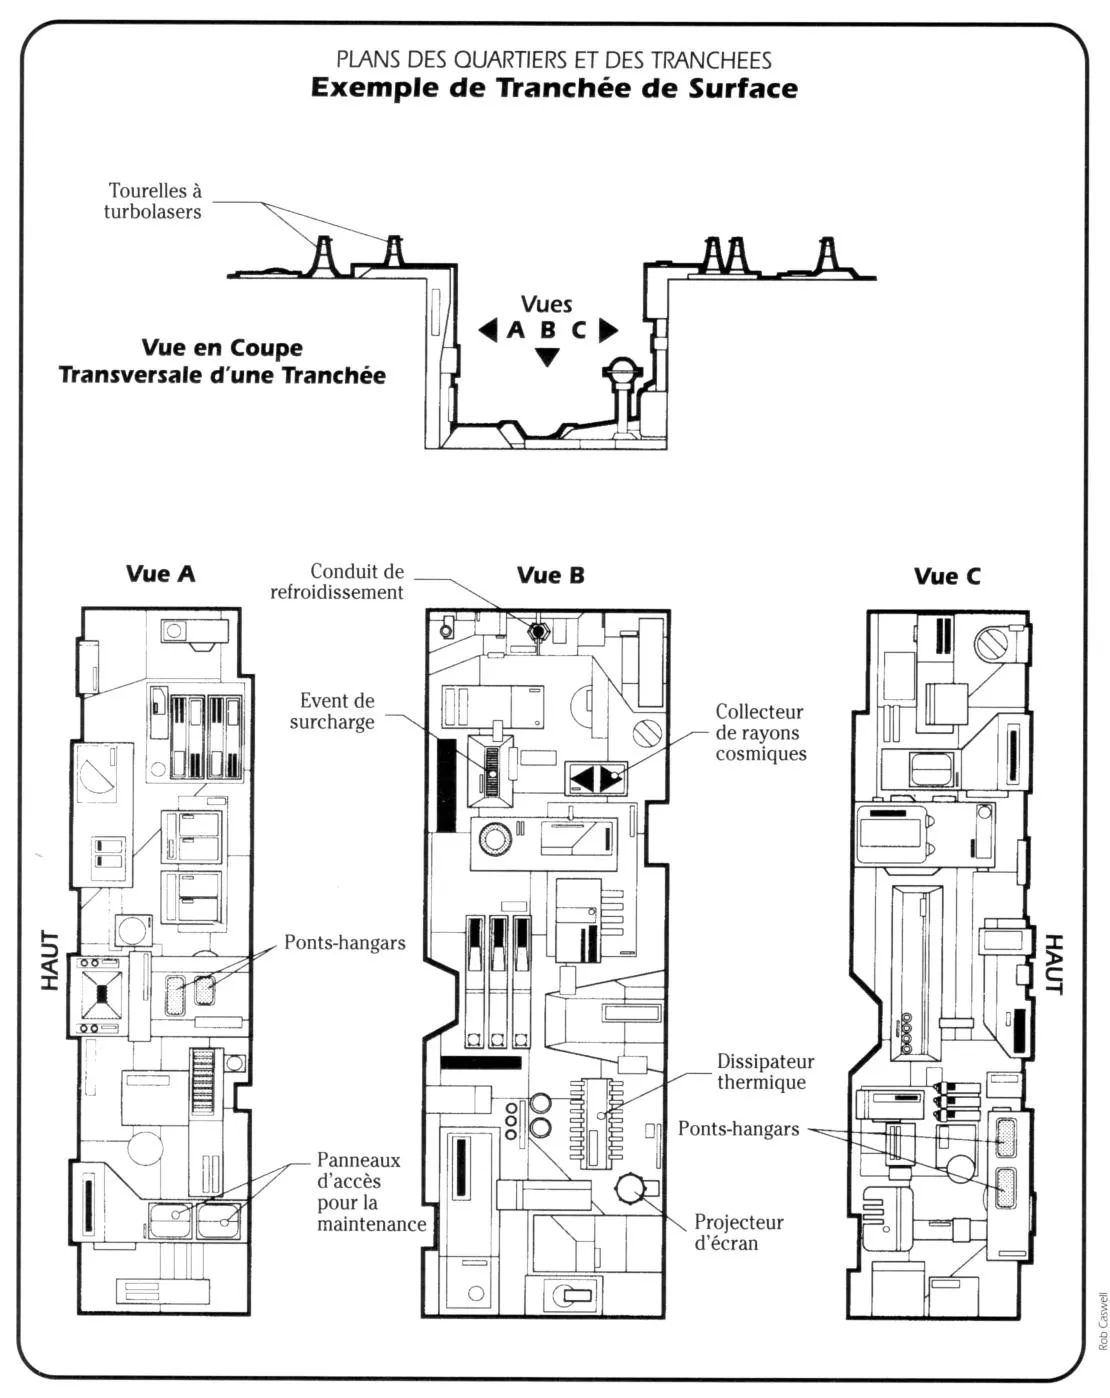 PLANS DES QUARTIERS ET DES TRANCHEES
Exemple de Tranchée de Surface
Tourelles à
turbolasers
Vues
A B C
Vue en Coupe
Transversale d'une Tranchée
Vue A
Conduit de
refroidissement
Vue B
Vue C
Event de
surcharge
Collecteur
de rayons
cosmiques
HAUT
Ponts-hangars
HAUT
Dissipateur
thermique
Ponts-hangars
Panneaux
d'accès
pour la
maintenance
Projecteur
d'écran
Rob Caswell